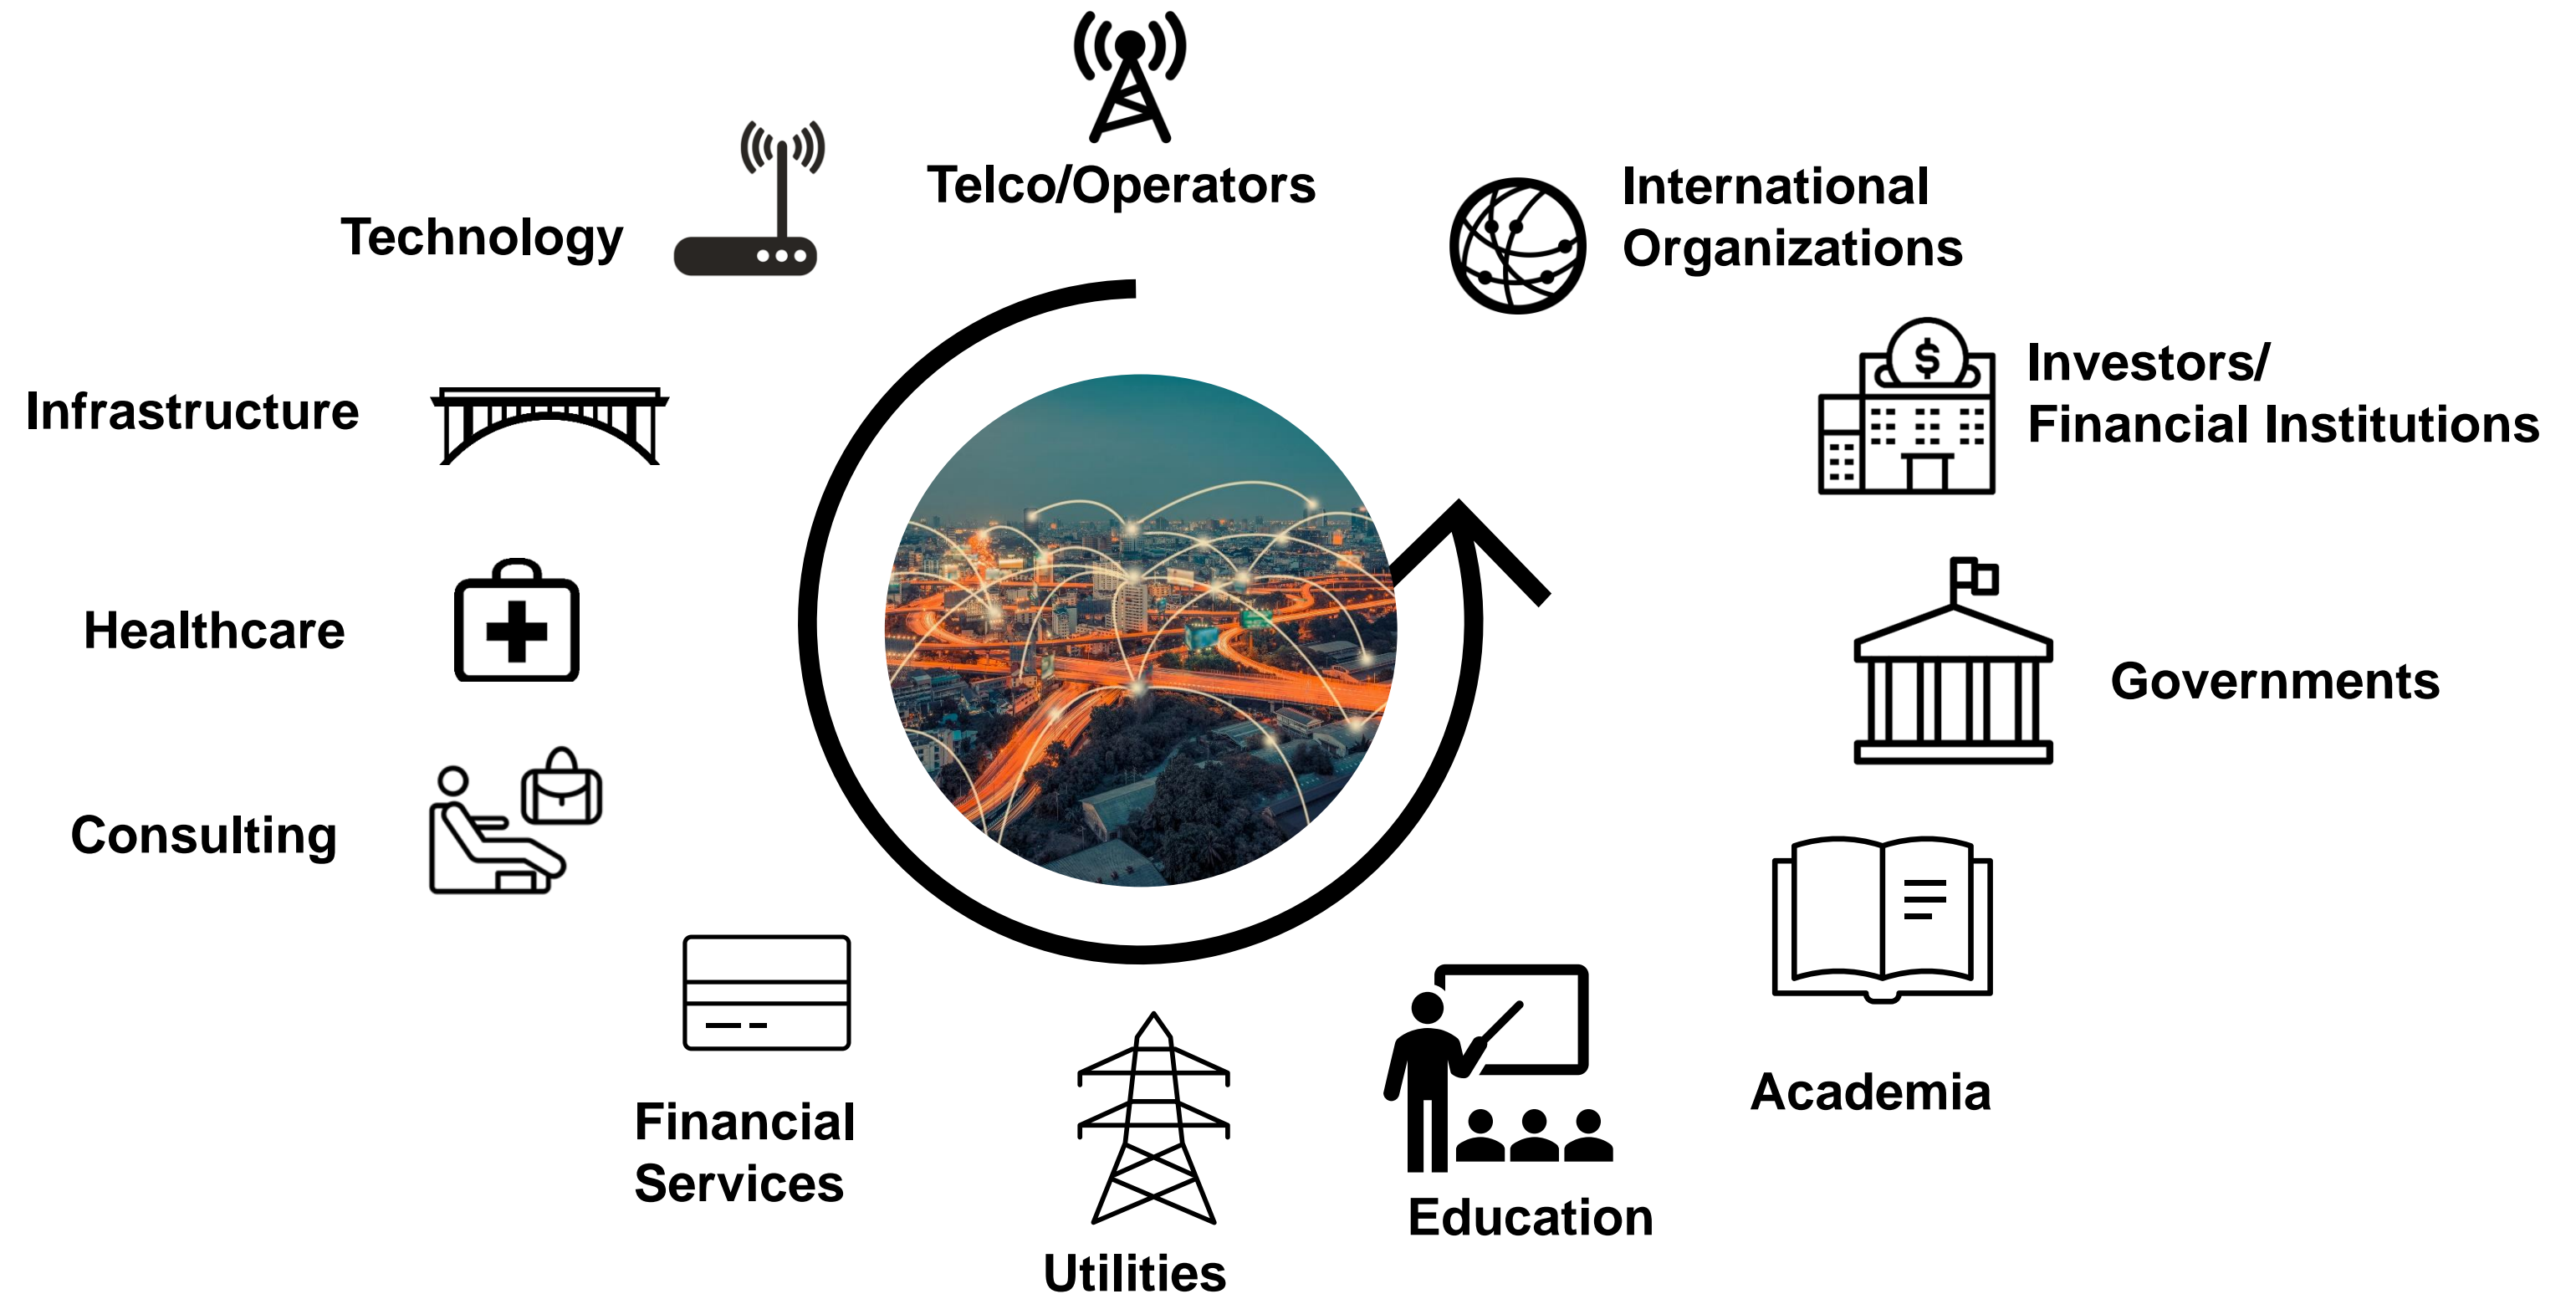 Telco/Operators
International
Organizations
Technology
Investors/
Financial Institutions
Infrastructure
Healthcare
Governments
Consulting
Academia
Financial
Services
Education
Utilities